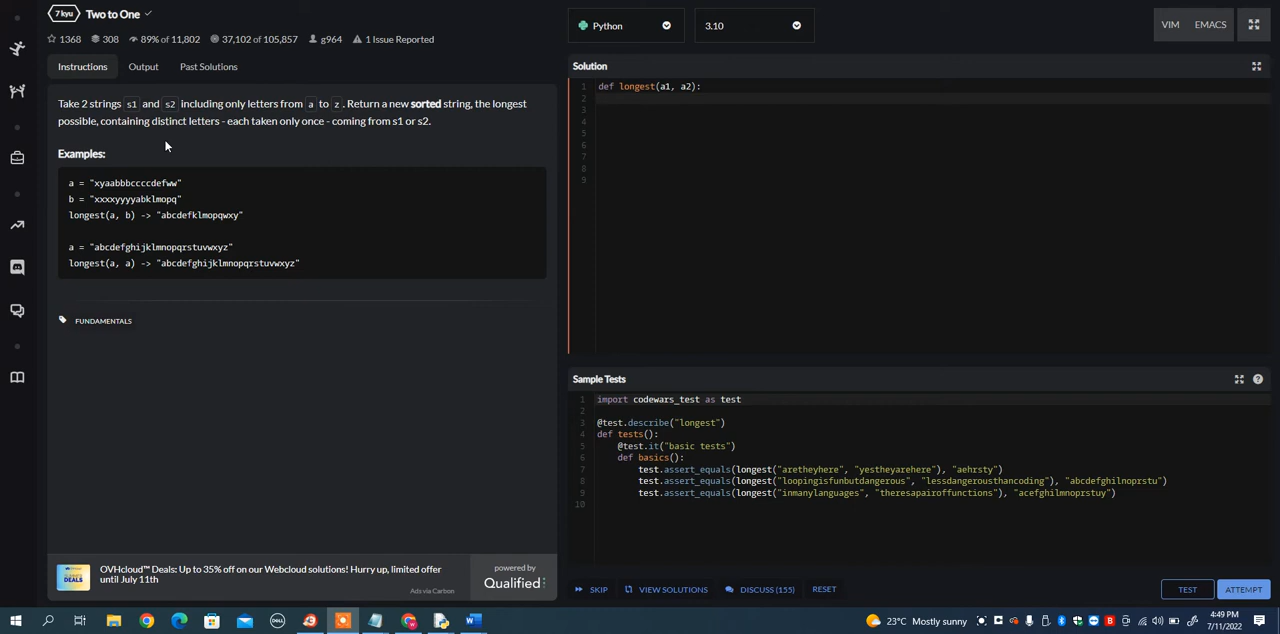 7 kyu Two to One
1368 308 89% of 11,802 37,102 of 105,857 g964 1 Issue Reported
Python 3.10 VIM EMACS
Instructions Output Past Solutions
Take 2 strings s1 and s2 including only letters from a to z. Return a new sorted string, the longest
possible, containing distinct letters - each taken only once - coming from s1 or s2.
Examples:
a = "xyaabbbccccdefww"
b = "xxxxyyyyabklmopq"
longest(a, b) -> "abcdefklmopqwxy"
a = "abcdefghijklmnopqrstuvwxyz"
longest(a, a) -> "abcdefghijklmnopqrstuvwxyz"
FUNDAMENTALS
OVHcloud™ Deals: Up to 35% off on our Webcloud solutions! Hurry up, limited offer
until July 11th
Ads via Carbon
powered by
Qualified
Solution
1 def longest(a1, a2):
2
3
4
5
6
7
8
9
Sample Tests
1 import codewars_test as test
2
3 @test.describe("longest")
4 def tests():
5 @test.it("basic tests")
6 def basics():
7 test.assert_equals(longest("aretheyhere", "yestheyarehere"), "aehrsty")
8 test.assert_equals(longest("loopingisfunbutdangerous", "lessdangerousthancoding"), "abcdefghilnoprstu")
9 test.assert_equals(longest("inmanylanguages", "theresapairoffunctions"), "acefghilmnoprstuy")
10
SKIP VIEW SOLUTIONS DISCUSS (155) RESET TEST ATTEMPT
23°C Mostly sunny
4:49 PM
7/11/2022